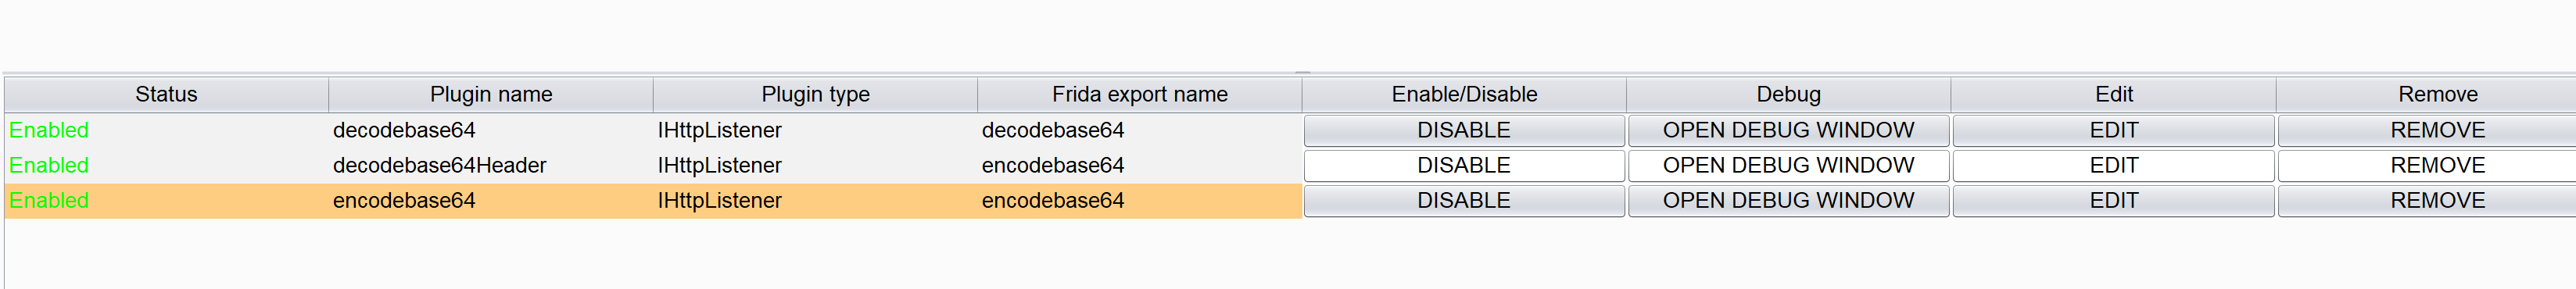 Status Plugin name Plugin type Frida export name Enable/Disable Debug Edit Remove
Enabled decodebase64 IHttpListener decodebase64 DISABLE OPEN DEBUG WINDOW EDIT REMOVE
Enabled decodebase64Header IHttpListener encodebase64 DISABLE OPEN DEBUG WINDOW EDIT REMOVE
Enabled encodebase64 IHttpListener encodebase64 DISABLE OPEN DEBUG WINDOW EDIT REMOVE